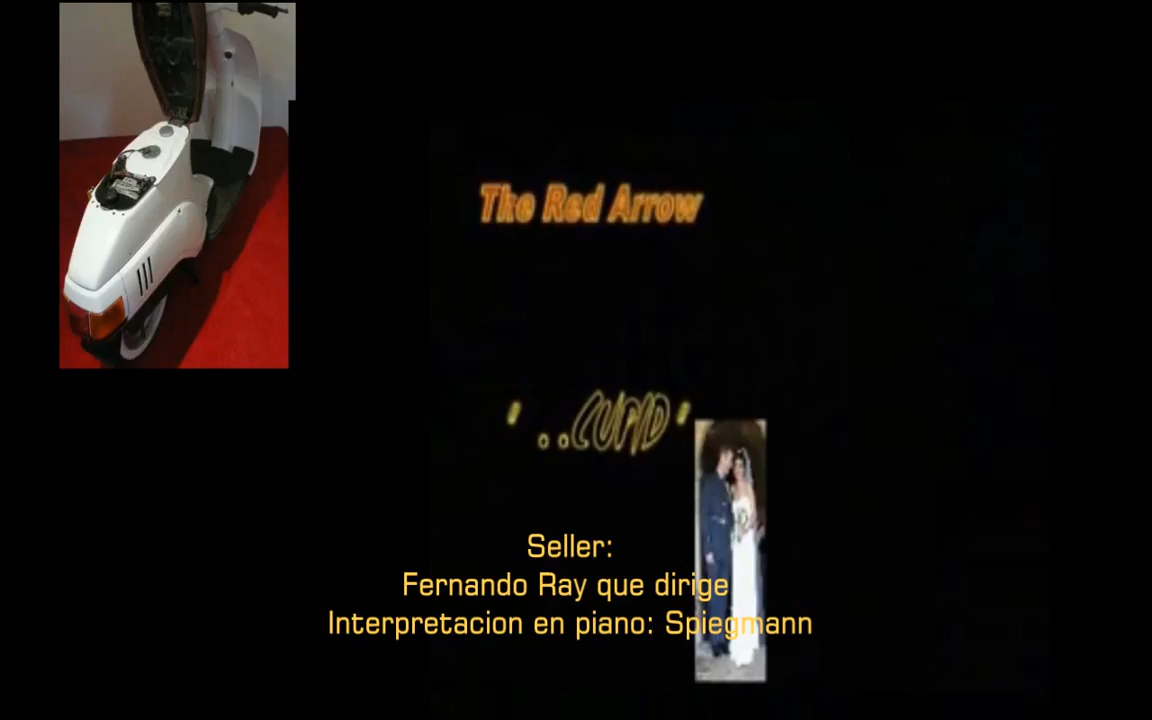 The Red Arrow
" ..CUPID "
Seller:
Fernando Ray que dirige
Interpretacion en piano: Spiegmann